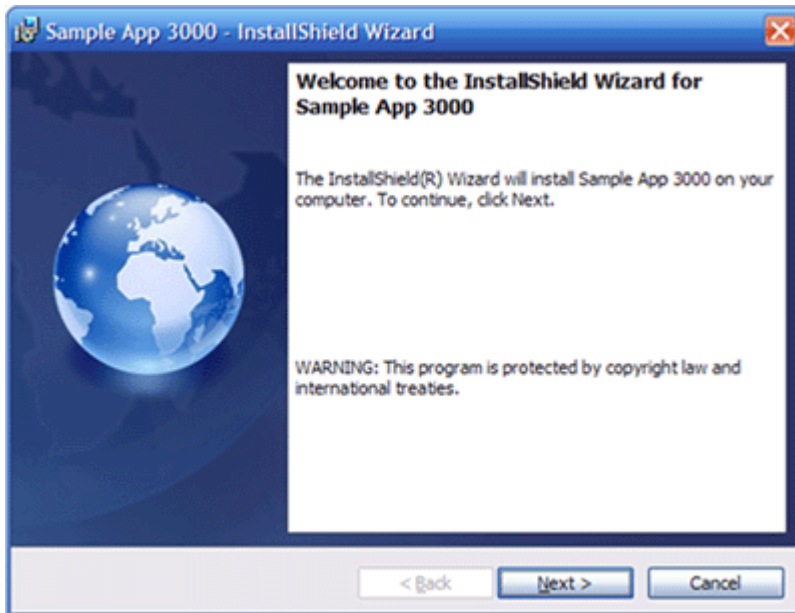 Sample App 3000 - InstallShield Wizard
Welcome to the InstallShield Wizard for
Sample App 3000
The InstallShield(R) Wizard will install Sample App 3000 on your
computer. To continue, click Next.
WARNING: This program is protected by copyright law and
international treaties.
< Back
Next >
Cancel